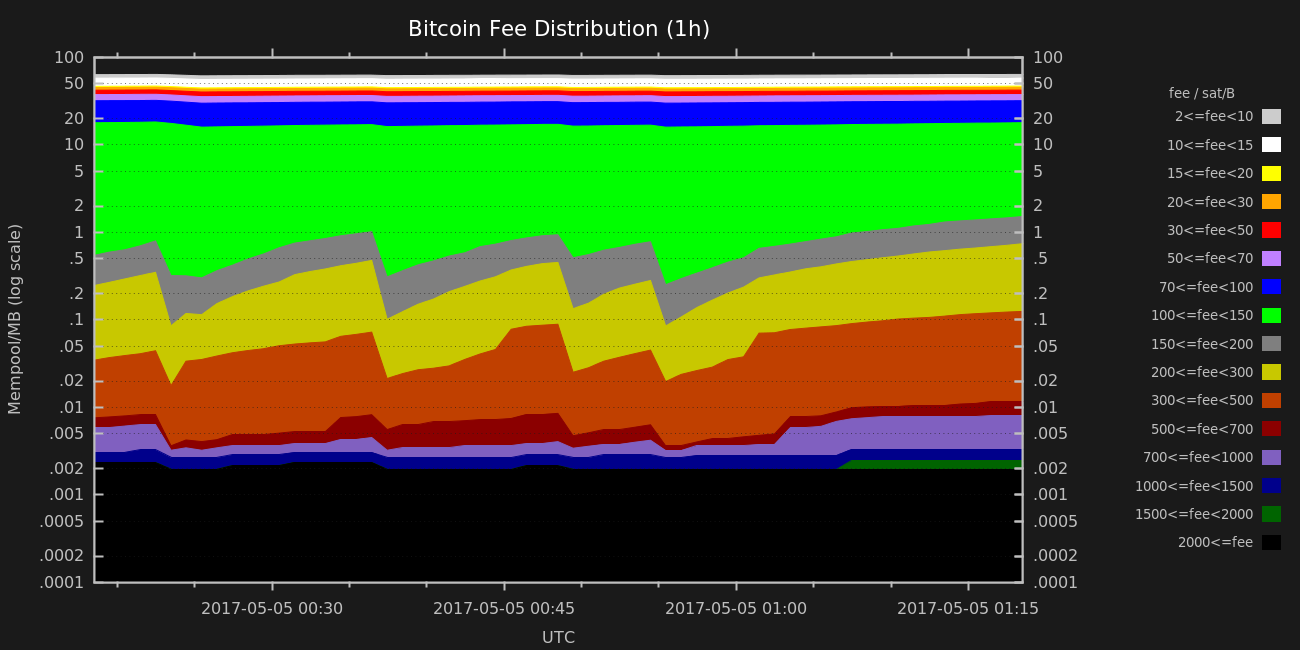 Bitcoin Fee Distribution (1h)
Mempool/MB (log scale)
100
50
20
10
5
2
1
.5
.2
.1
.05
.02
.01
.005
.002
.001
.0005
.0002
.0001
100
50
20
10
5
2
1
.5
.2
.1
.05
.02
.01
.005
.002
.001
.0005
.0002
.0001
2017-05-05 00:30
2017-05-05 00:45
2017-05-05 01:00
2017-05-05 01:15
UTC
fee / sat/B
2<=fee<10
10<=fee<15
15<=fee<20
20<=fee<30
30<=fee<50
50<=fee<70
70<=fee<100
100<=fee<150
150<=fee<200
200<=fee<300
300<=fee<500
500<=fee<700
700<=fee<1000
1000<=fee<1500
1500<=fee<2000
2000<=fee